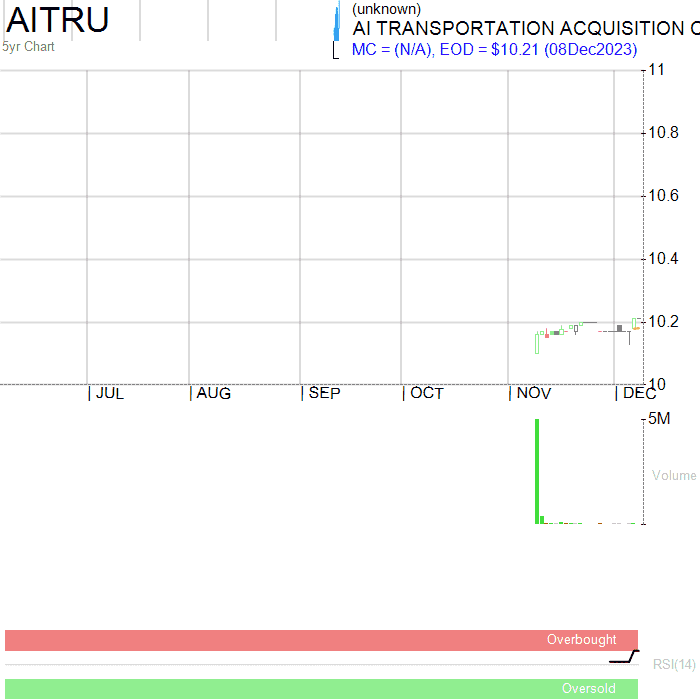 AITRU
(unknown)
AI TRANSPORTATION ACQUISITION C
5yr Chart
MC = (N/A), EOD = $10.21 (08Dec2023)
11
10.8
10.6
10.4
10.2
10
JUL AUG SEP OCT NOV DEC
5M
Volume
Overbought
RSI(14)
Oversold